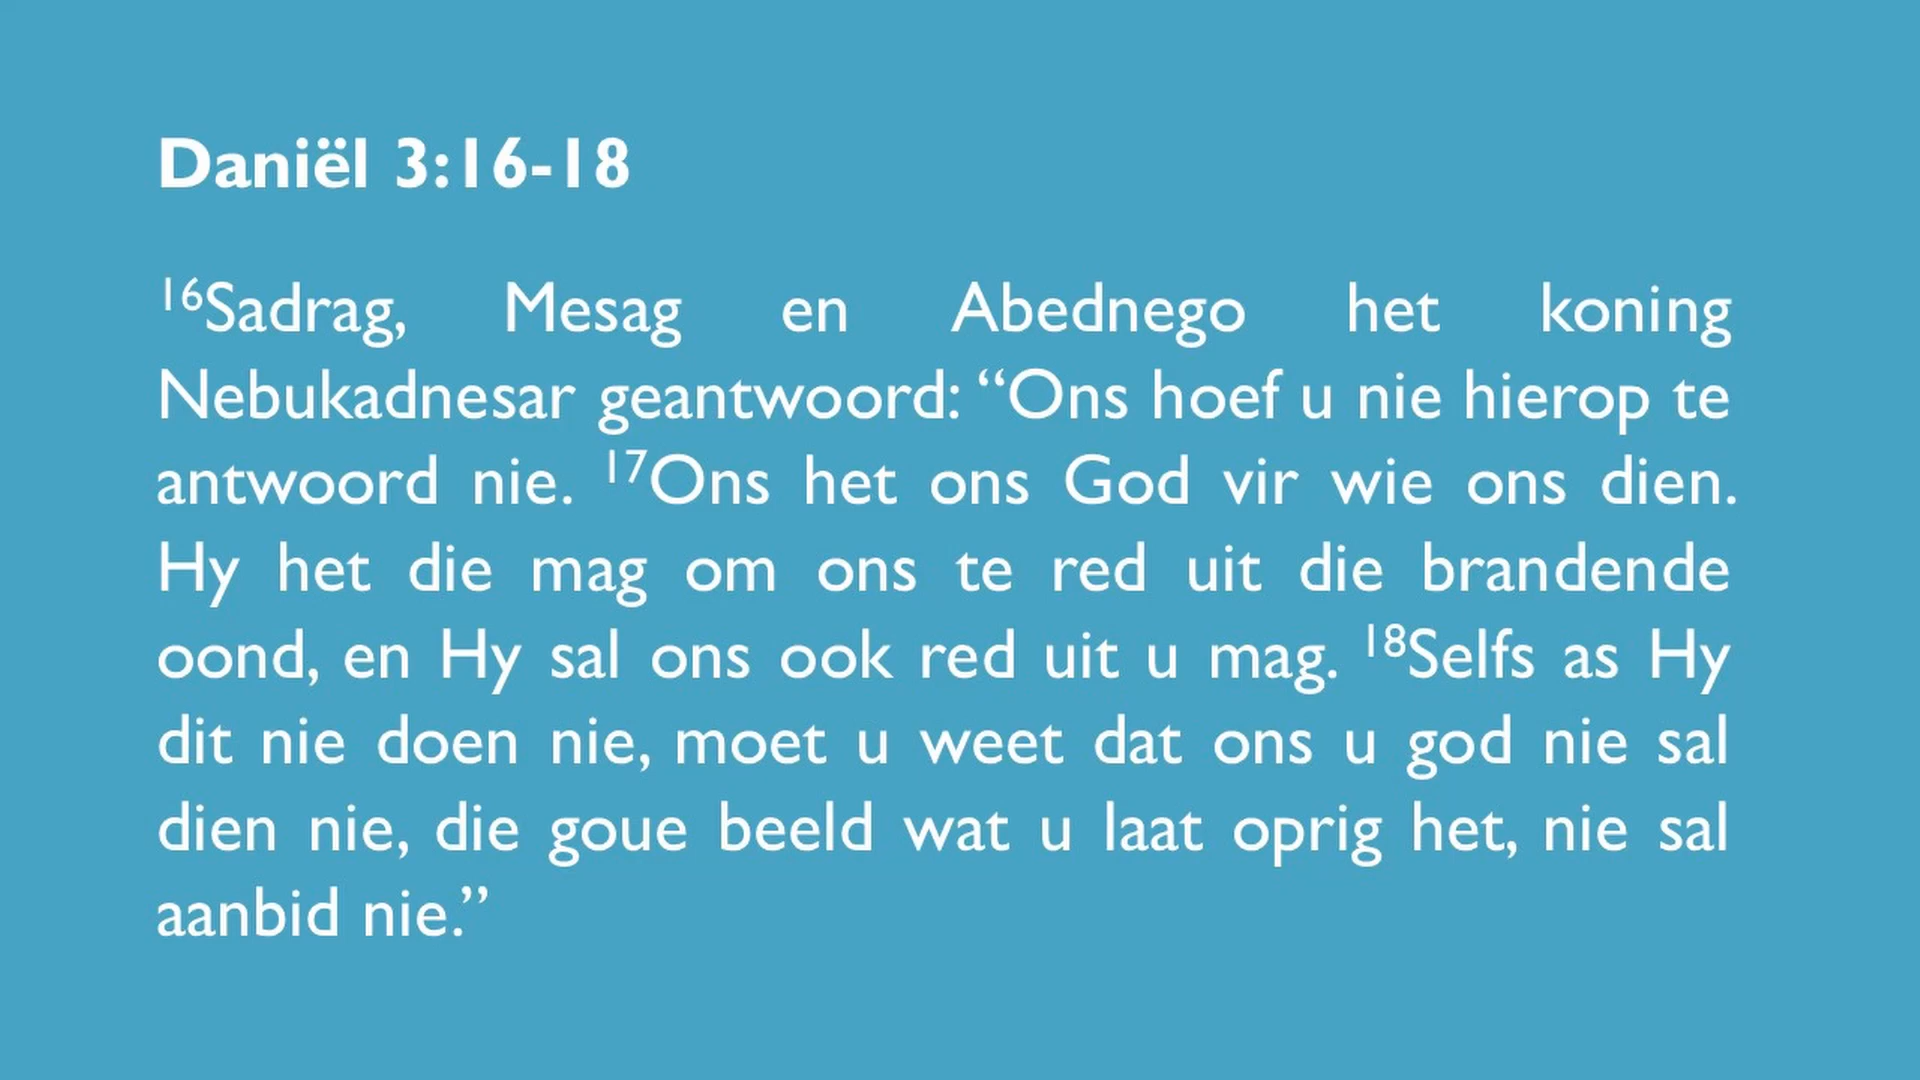 Daniël 3:16-18
¹⁶Sadrag, Mesag en Abednego het koning
Nebukadnesar geantwoord: “Ons hoef u nie hierop te
antwoord nie. ¹⁷Ons het ons God vir wie ons dien.
Hy het die mag om ons te red uit die brandende
oond, en Hy sal ons ook red uit u mag. ¹⁸Selfs as Hy
dit nie doen nie, moet u weet dat ons u god nie sal
dien nie, die goue beeld wat u laat oprig het, nie sal
aanbid nie.”